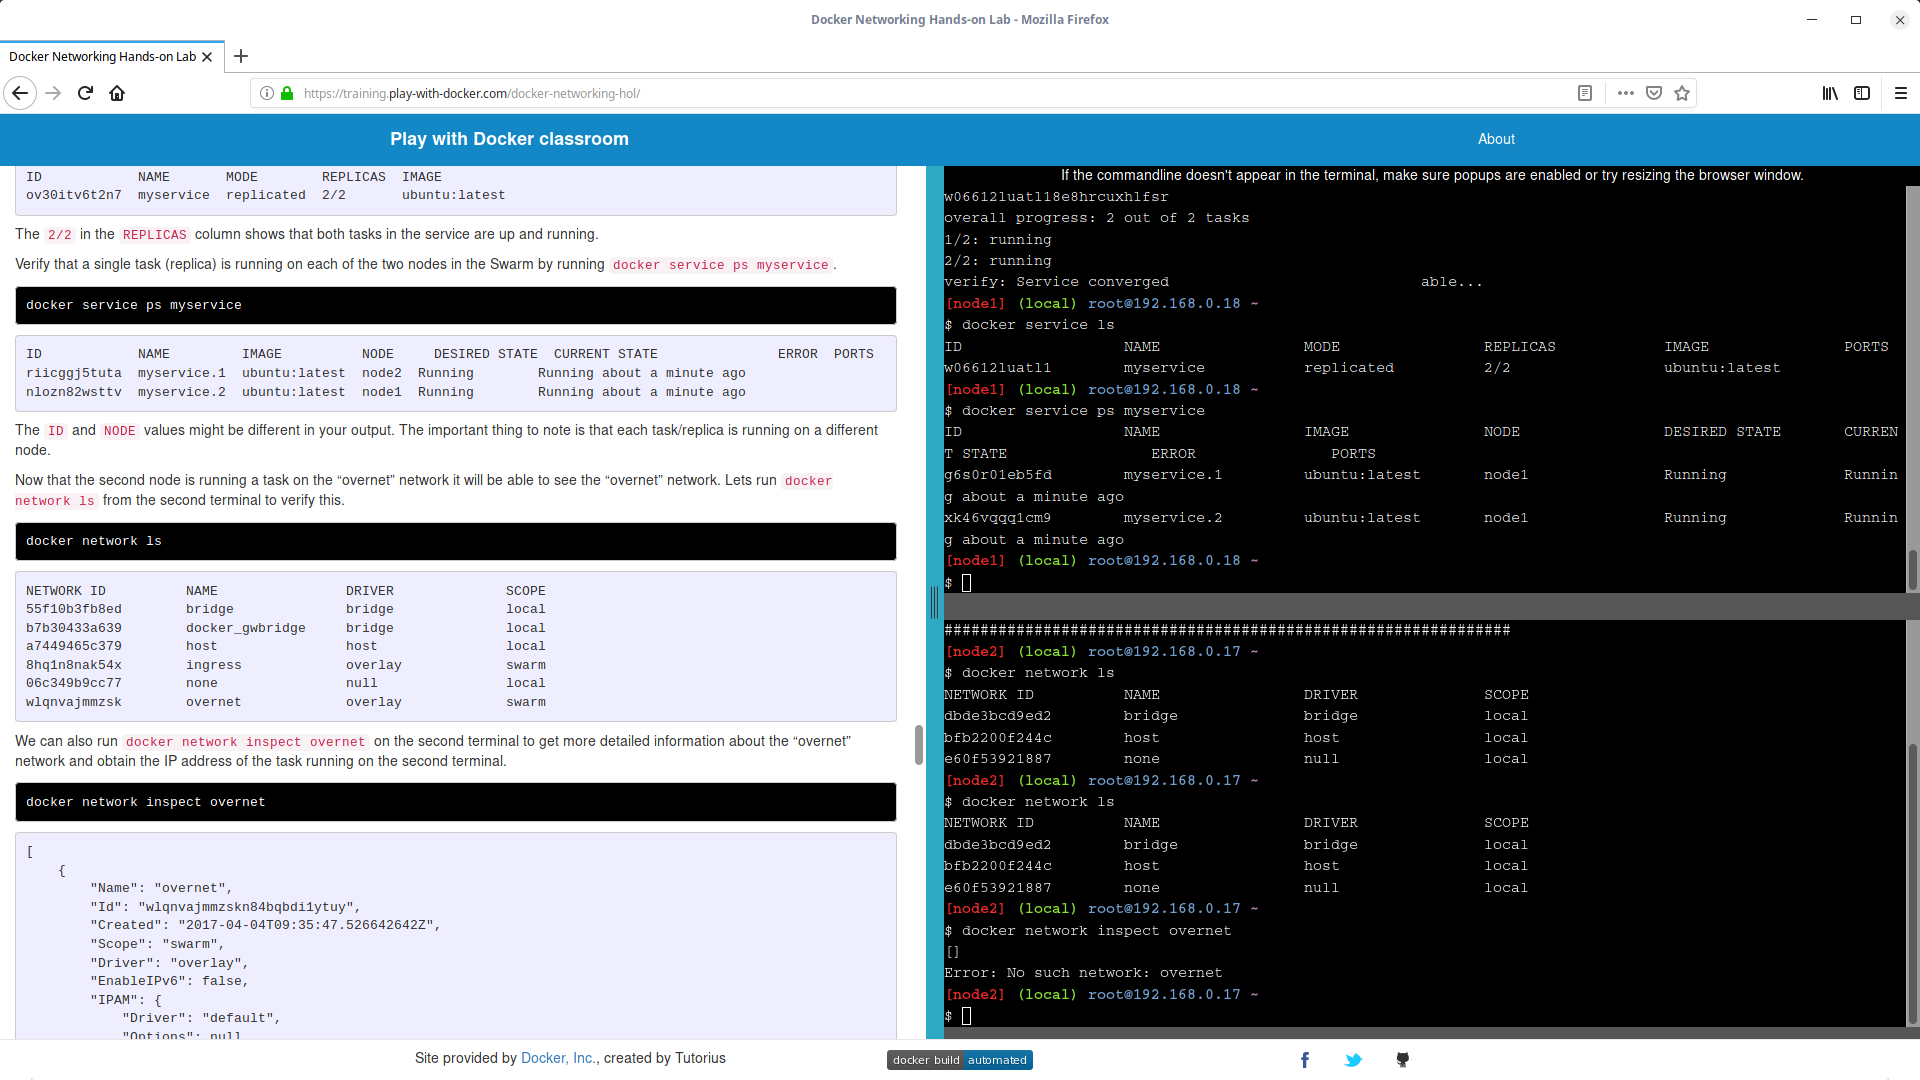 Docker Networking Hands-on Lab - Mozilla Firefox
Docker Networking Hands-on Lab
https://training.play-with-docker.com/docker-networking-hol/
Play with Docker classroom
About
ID NAME MODE REPLICAS IMAGE
ov30itv6t2n7 myservice replicated 2/2 ubuntu:latest
The 2/2 in the REPLICAS column shows that both tasks in the service are up and running.
Verify that a single task (replica) is running on each of the two nodes in the Swarm by running docker service ps myservice .
docker service ps myservice
ID NAME IMAGE NODE DESIRED STATE CURRENT STATE ERROR PORTS
riicggj5tuta myservice.1 ubuntu:latest node2 Running Running about a minute ago
nlozn82wsttv myservice.2 ubuntu:latest node1 Running Running about a minute ago
The ID and NODE values might be different in your output. The important thing to note is that each task/replica is running on a different
node.
Now that the second node is running a task on the “overnet” network it will be able to see the “overnet” network. Lets run docker
network ls from the second terminal to verify this.
docker network ls
NETWORK ID NAME DRIVER SCOPE
55f10b3fb8ed bridge bridge local
b7b30433a639 docker_gwbridge bridge local
a7449465c379 host host local
8hq1n8nak54x ingress overlay swarm
06c349b9cc77 none null local
wlqnvajmmzsk overnet overlay swarm
We can also run docker network inspect overnet on the second terminal to get more detailed information about the “overnet”
network and obtain the IP address of the task running on the second terminal.
docker network inspect overnet
[
{
"Name": "overnet",
"Id": "wlqnvajmmzskn84bqbdi1ytuy",
"Created": "2017-04-04T09:35:47.526642642Z",
"Scope": "swarm",
"Driver": "overlay",
"EnableIPv6": false,
"IPAM": {
"Driver": "default",
"Options": null
If the commandline doesn't appear in the terminal, make sure popups are enabled or try resizing the browser window.
w06612luatl18e8hrcuxhlfsr
overall progress: 2 out of 2 tasks
1/2: running
2/2: running
verify: Service converged able...
[node1] (local) root@192.168.0.18 ~
$ docker service ls
ID NAME MODE REPLICAS IMAGE PORTS
w06612luatl1 myservice replicated 2/2 ubuntu:latest
[node1] (local) root@192.168.0.18 ~
$ docker service ps myservice
ID NAME IMAGE NODE DESIRED STATE CURREN
T STATE ERROR PORTS
g6s0r01eb5fd myservice.1 ubuntu:latest node1 Running Runnin
g about a minute ago
xk46vqqq1cm9 myservice.2 ubuntu:latest node1 Running Runnin
g about a minute ago
[node1] (local) root@192.168.0.18 ~
$
###############################################################
[node2] (local) root@192.168.0.17 ~
$ docker network ls
NETWORK ID NAME DRIVER SCOPE
dbde3bcd9ed2 bridge bridge local
bfb2200f244c host host local
e60f53921887 none null local
[node2] (local) root@192.168.0.17 ~
$ docker network ls
NETWORK ID NAME DRIVER SCOPE
dbde3bcd9ed2 bridge bridge local
bfb2200f244c host host local
e60f53921887 none null local
[node2] (local) root@192.168.0.17 ~
$ docker network inspect overnet
[]
Error: No such network: overnet
[node2] (local) root@192.168.0.17 ~
$
Site provided by Docker, Inc., created by Tutorius
docker build automated